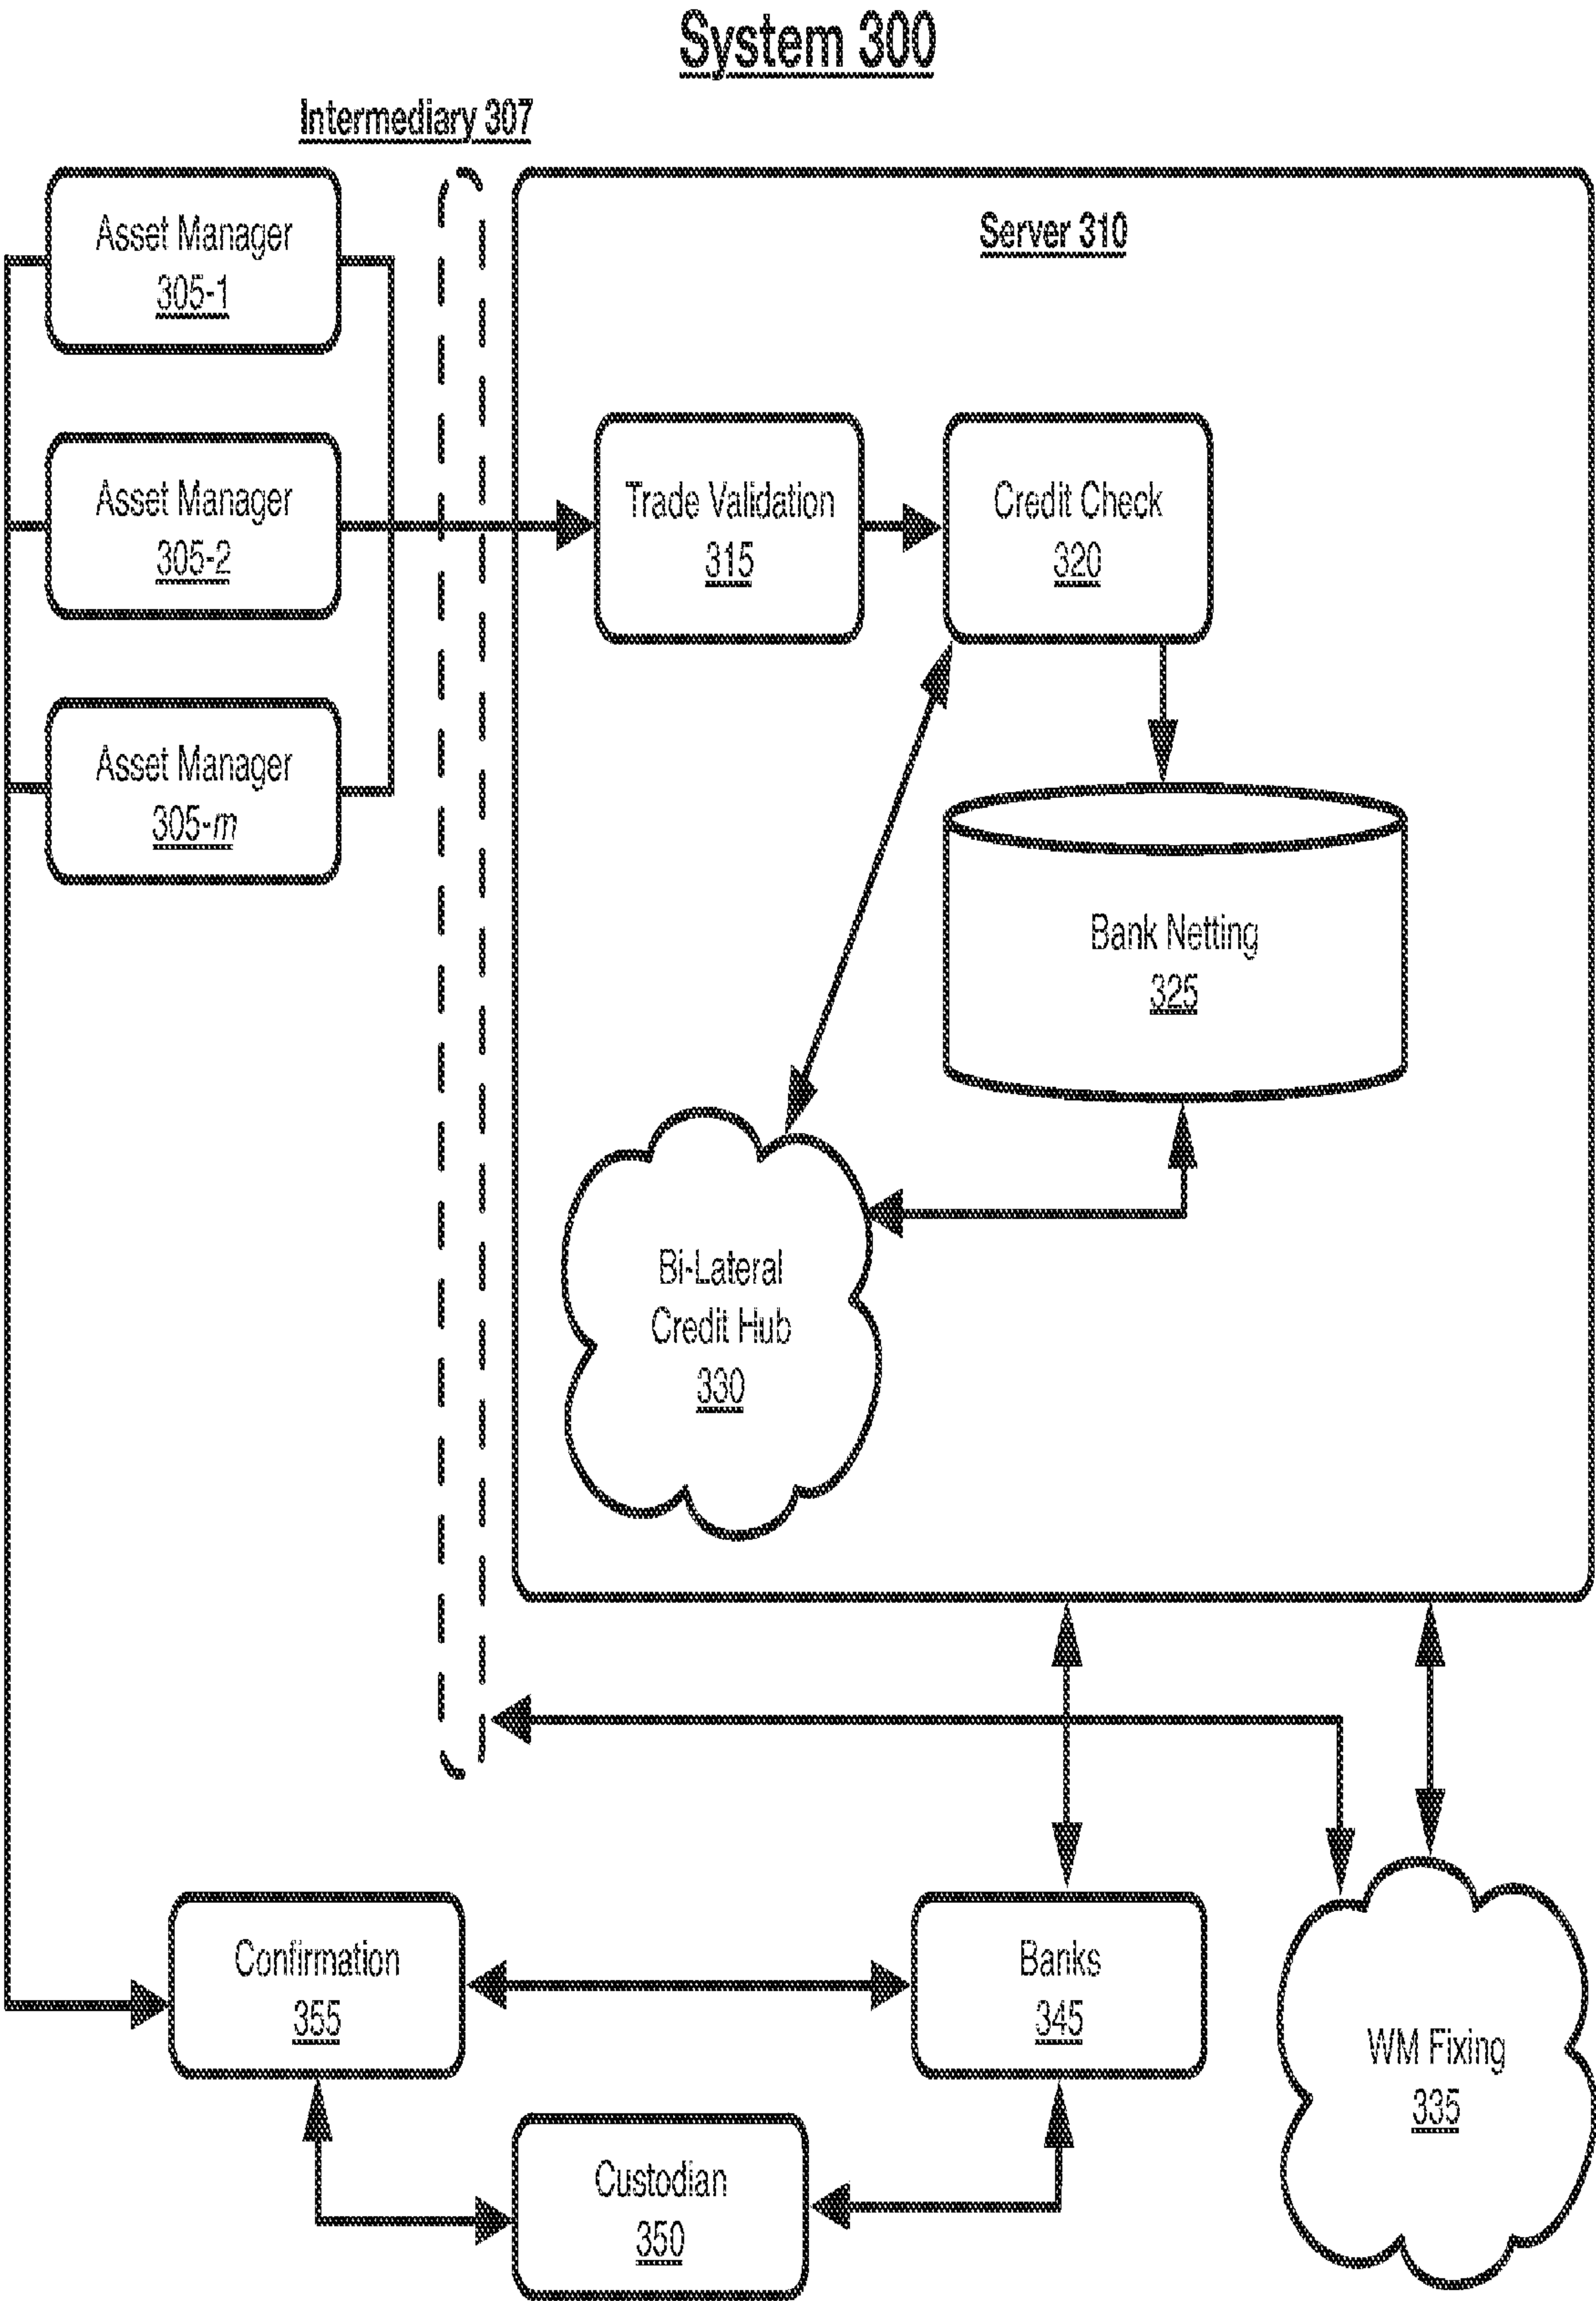 System 300
Intermediary 307
Asset Manager
305-1
Server 310
Asset Manager
305-2
Trade Validation
315
Credit Check
320
Asset Manager
305-m
Bank Netting
325
Bi-Lateral
Credit Hub
330
Confirmation
355
Banks
345
WM Fixing
335
Custodian
350